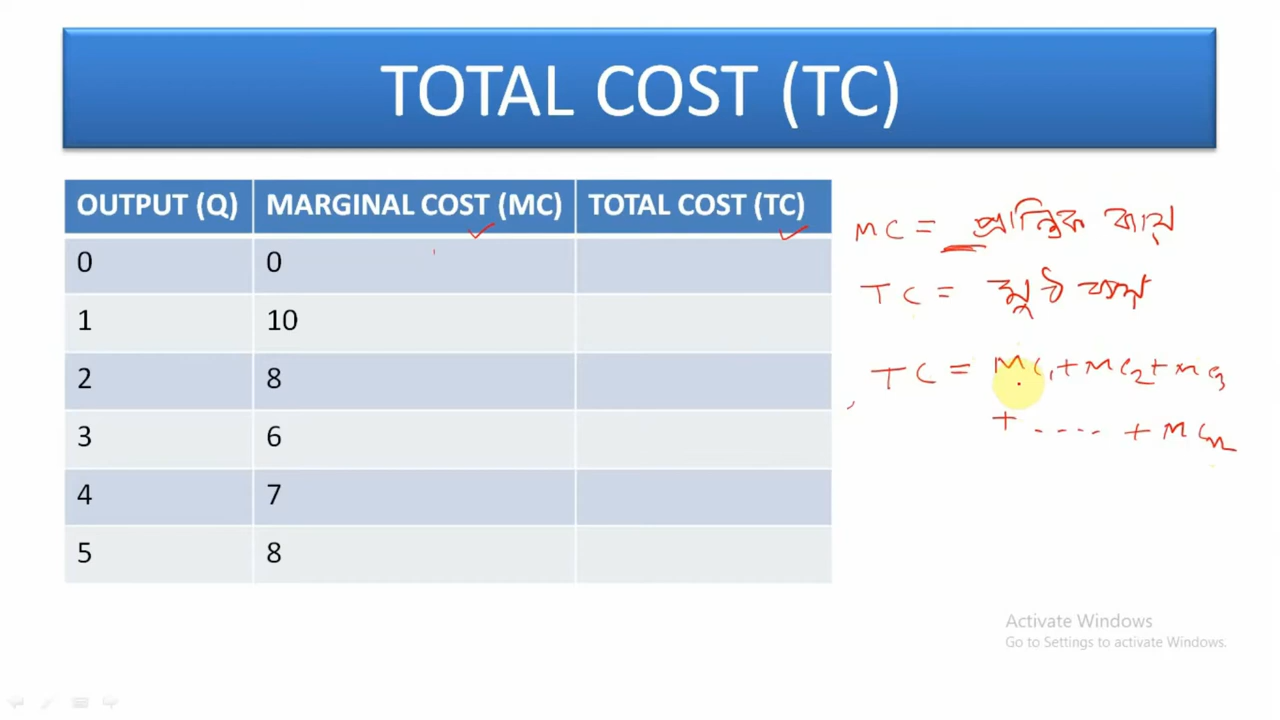 TOTAL COST (TC)
OUTPUT (Q) MARGINAL COST (MC) TOTAL COST (TC)
0 0
1 10
2 8
3 6
4 7
5 8
MC = প্রান্তিক ব্যয়
TC = মুঠ ব্যয়
TC = MC1 + MC2 + MC3
+ .... + MCn
Activate Windows
Go to Settings to activate Windows.